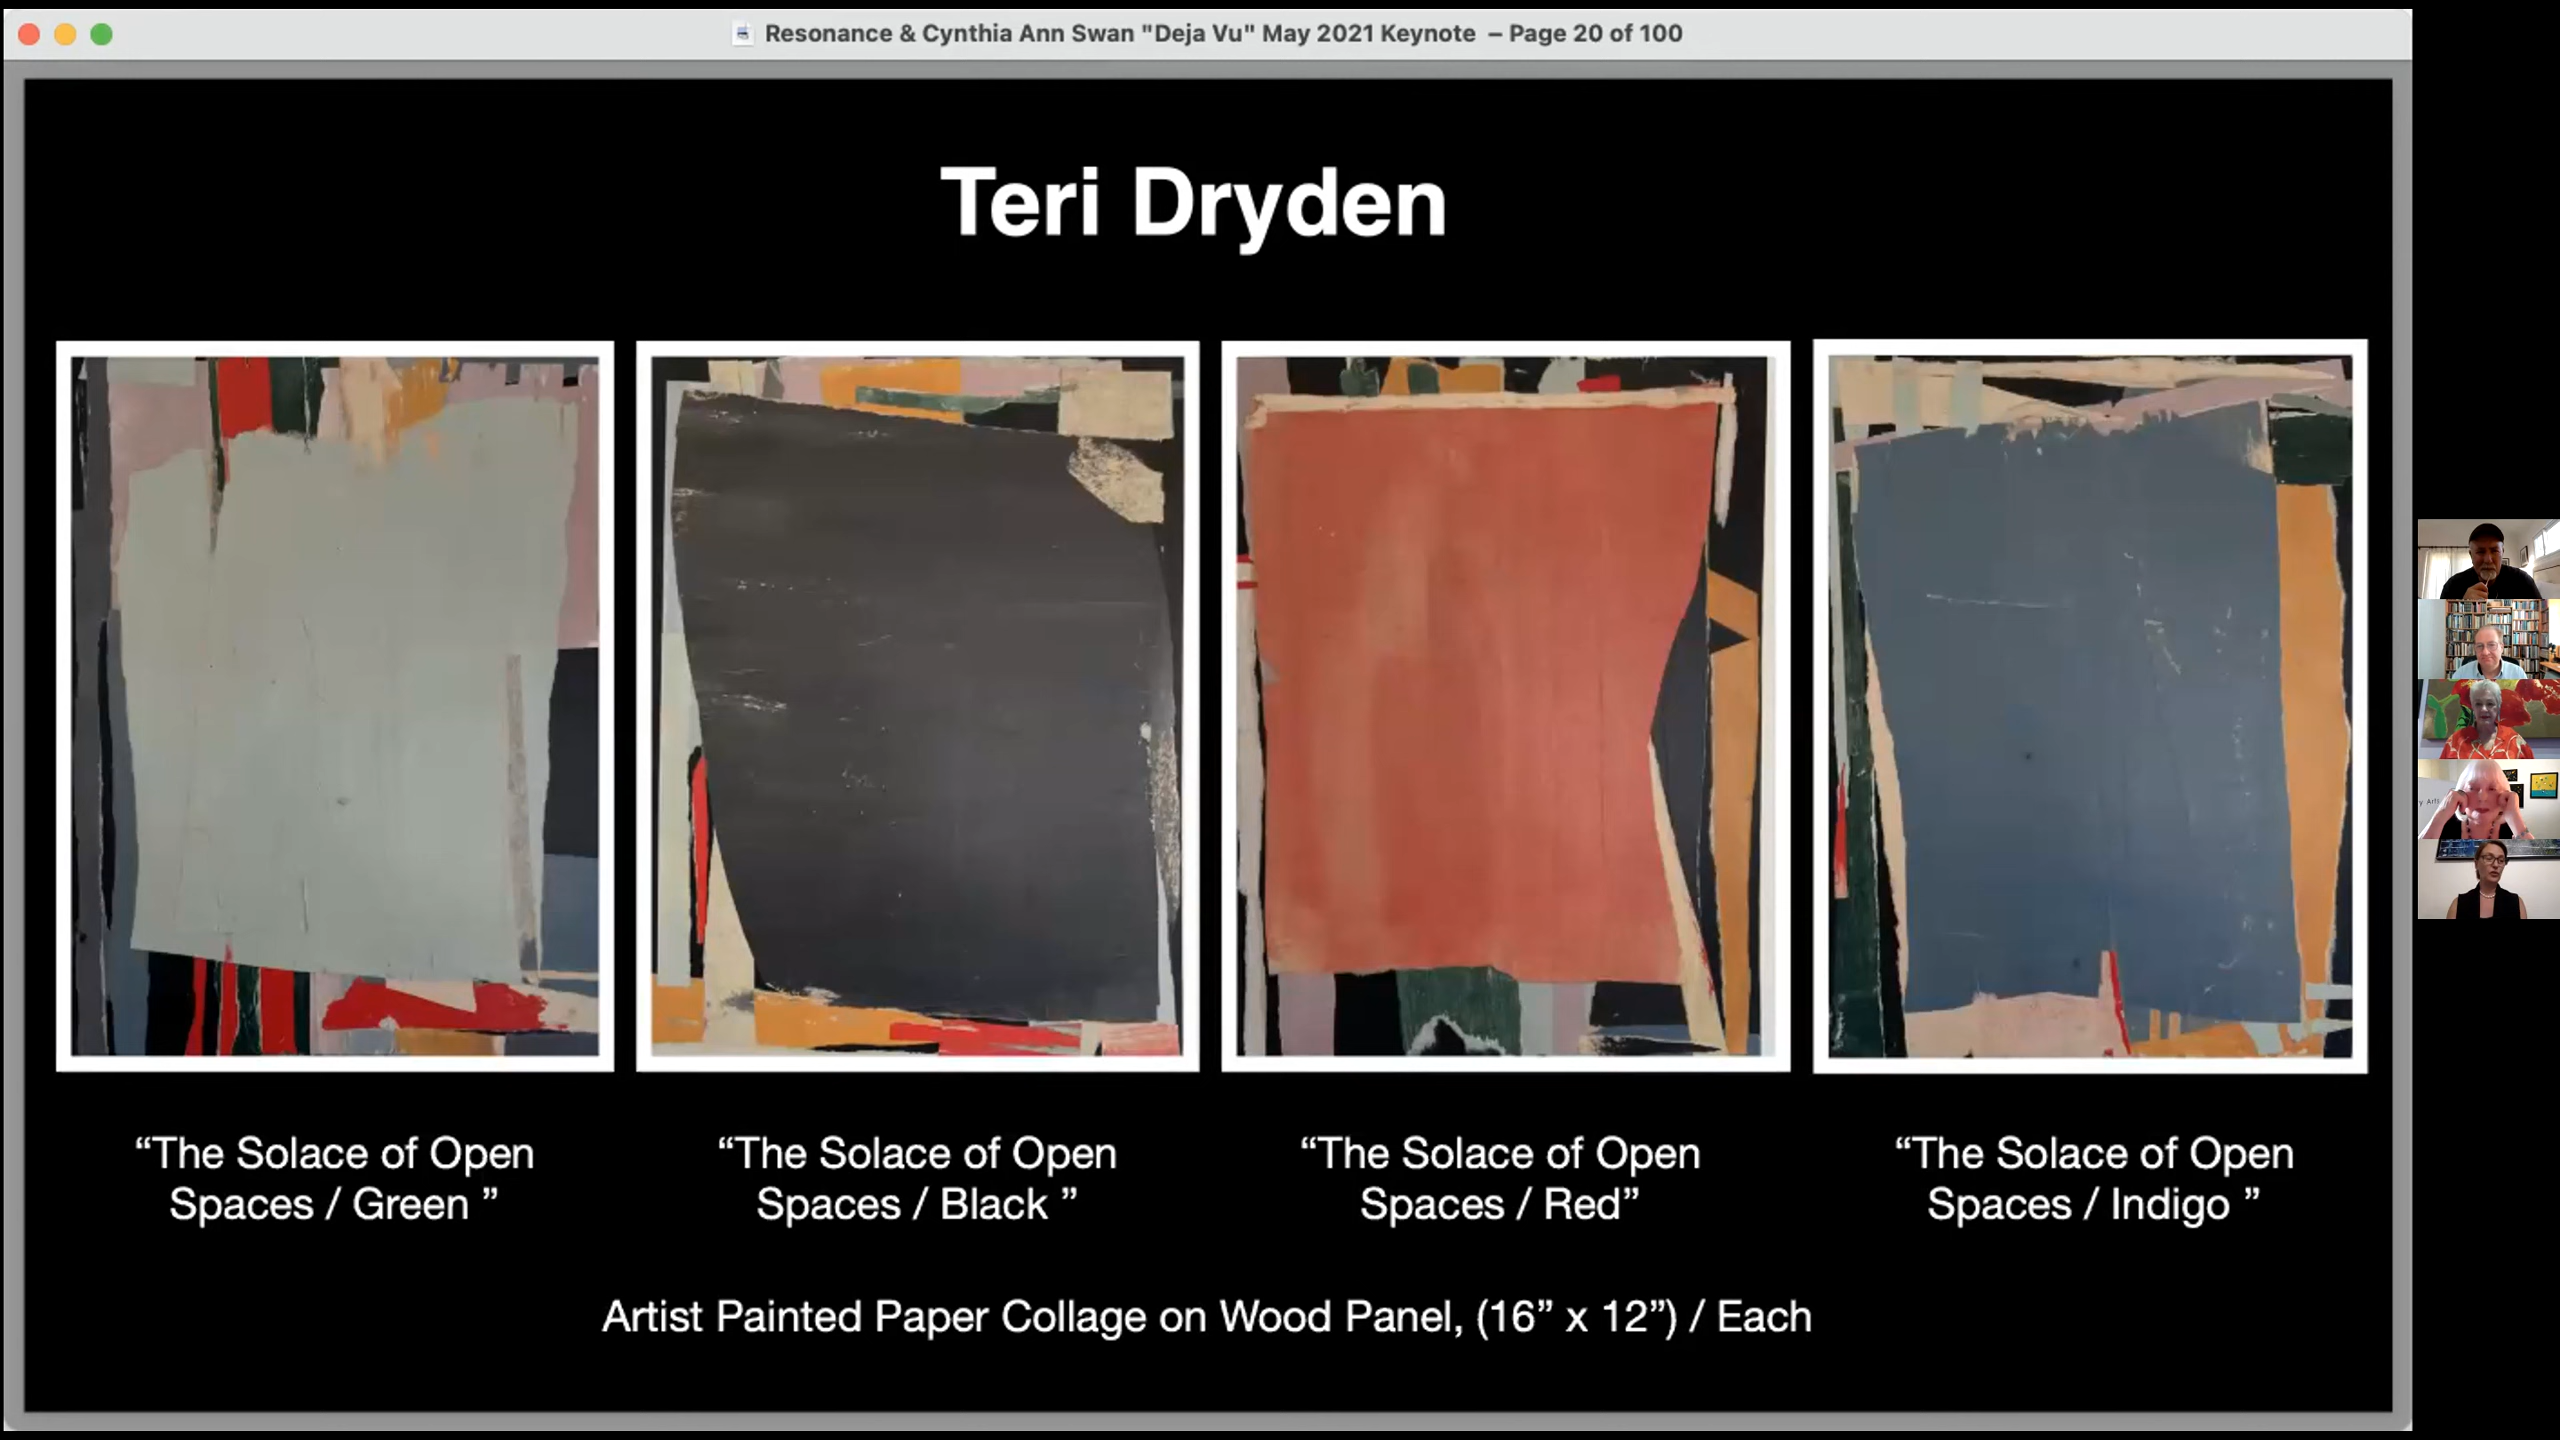 Resonance & Cynthia Ann Swan "Deja Vu" May 2021 Keynote – Page 20 of 100
Teri Dryden
“The Solace of Open
Spaces / Green ”
“The Solace of Open
Spaces / Black ”
“The Solace of Open
Spaces / Red”
“The Solace of Open
Spaces / Indigo ”
Artist Painted Paper Collage on Wood Panel, (16” x 12”) / Each